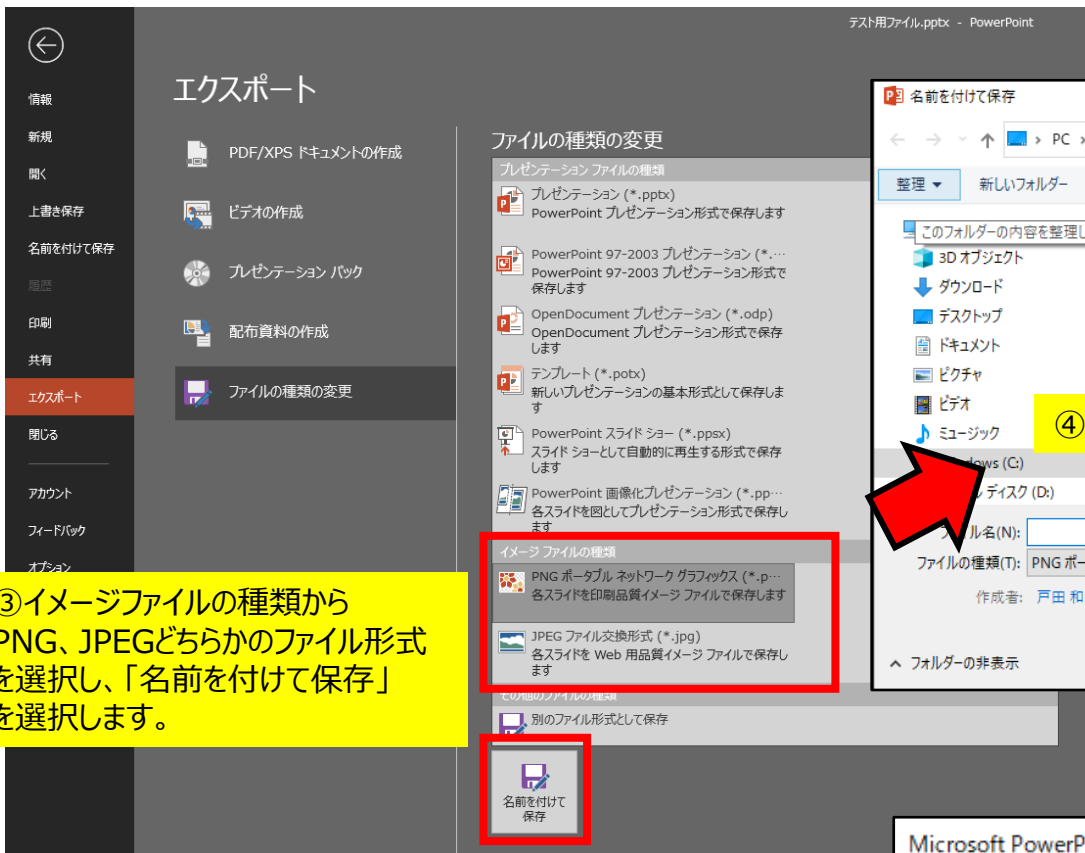 テスト用ファイル.pptx - PowerPoint
情報
新規
開く
上書き保存
名前を付けて保存
履歴
印刷
共有
エクスポート
閉じる
アカウント
フィードバック
オプション
エクスポート
PDF/XPS ドキュメントの作成
ビデオの作成
プレゼンテーション パック
配布資料の作成
ファイルの種類の変更
ファイルの種類の変更
プレゼンテーション ファイルの種類
プレゼンテーション (*.pptx)
PowerPoint プレゼンテーション形式で保存します
PowerPoint 97-2003 プレゼンテーション (*.…
PowerPoint 97-2003 プレゼンテーション形式で
保存します
OpenDocument プレゼンテーション (*.odp)
OpenDocument プレゼンテーション形式で保存
します
テンプレート (*.potx)
新しいプレゼンテーションの基本形式として保存しま
す
PowerPoint スライド ショー (*.ppsx)
スライド ショーとして自動的に再生する形式で保存
します
PowerPoint 画像化プレゼンテーション (*.pp…
各スライドを図としてプレゼンテーション形式で保存し
ます
イメージ ファイルの種類
PNG ポータブル ネットワーク グラフィックス (*.p…
各スライドを印刷品質イメージ ファイルで保存します
JPEG ファイル交換形式 (*.jpg)
各スライドを Web 用品質イメージ ファイルで保存し
ます
その他のファイルの種類
別のファイル形式として保存
名前を付けて
保存
③イメージファイルの種類から
PNG、JPEGどちらかのファイル形式
を選択し、「名前を付けて保存」
を選択します。
名前を付けて保存
PC
整理
新しいフォルダー
このフォルダーの内容を整理し
3D オブジェクト
ダウンロード
デスクトップ
ドキュメント
ピクチャ
ビデオ
ミュージック
④
(C:)
ディスク (D:)
ル名(N):
ファイルの種類(T): PNG ポー
作成者: 戸田 和
フォルダーの非表示
Microsoft PowerP